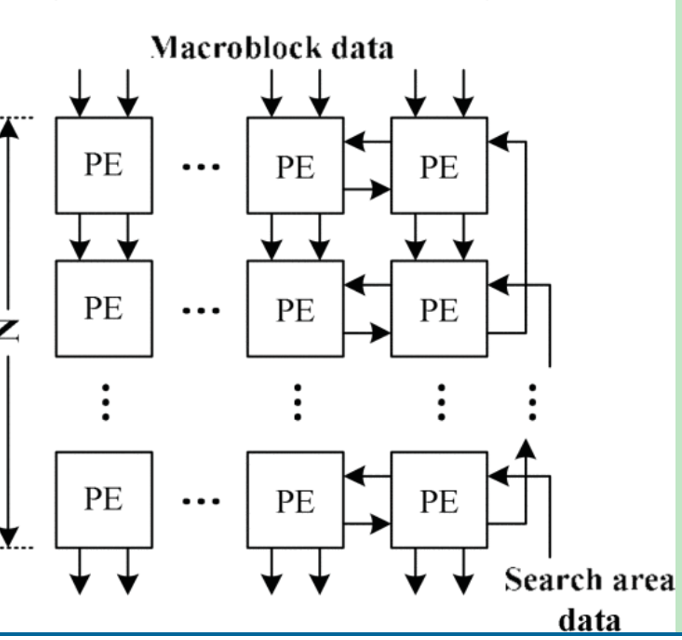 Macroblock data
PE ... PE PE
N
PE ... PE PE
PE ... PE PE
Search area
data